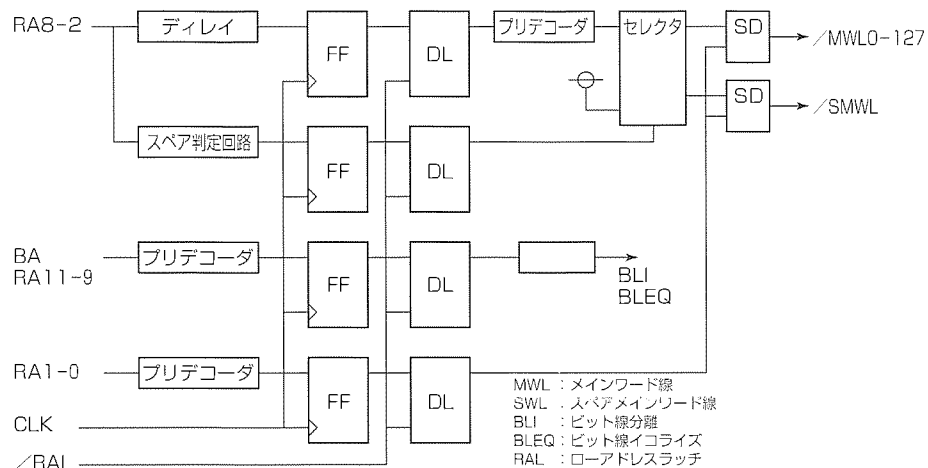 RA8-2
ディレイ
FF
DL
プリデコーダ
セレクタ
SD
/MWL0-127
SD
/SMWL
スペア判定回路
FF
DL
BA
RA11-9
プリデコーダ
FF
DL
BLI
BLEQ
RA1-0
プリデコーダ
FF
DL
CLK
/RAL
MWL : メインワード線
SWL : スペアメインワード線
BLI : ビット線分離
BLEQ : ビット線イコライズ
RAL : ローアドレスラッチ